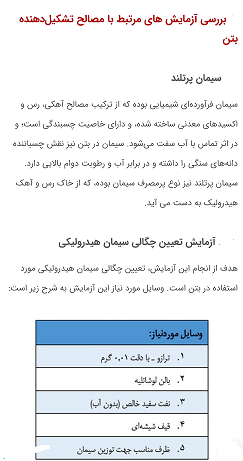 بررسی آزمایش های مرتبط با مصالح تشکیل‌دهنده
بتن
سیمان پرتلند
سیمان فرآورده‌ای شیمیایی بوده که از ترکیب مصالح آهکی، رس و
اکسیدهای معدنی ساخته شده، و دارای خاصیت چسبندگی است؛ و
در اثر تماس با آب سفت می‌شود. سیمان در بتن نیز نقش چسباننده
دانه‌های سنگی را داشته و در برابر آب و رطوبت دوام بالایی دارد.
سیمان پرتلند نیز نوع پرمصرف سیمان بوده، که از خاک رس و آهک
هیدرولیک به دست می آید.
۱. آزمایش تعیین چگالی سیمان هیدرولیکی
هدف از انجام این آزمایش، تعیین چگالی سیمان هیدرولیکی مورد
استفاده در بتن است. وسایل مورد نیاز این آزمایش به شرح زیر است:
وسایل موردنیاز:
۱. ترازو – با دقت ۰.۰۱ گرم
۲. بالن لوشاتلیه
۳. نفت سفید خالص (بدون آب)
۴. قیف شیشه‌ای
۵. ظرف مناسب جهت توزین سیمان